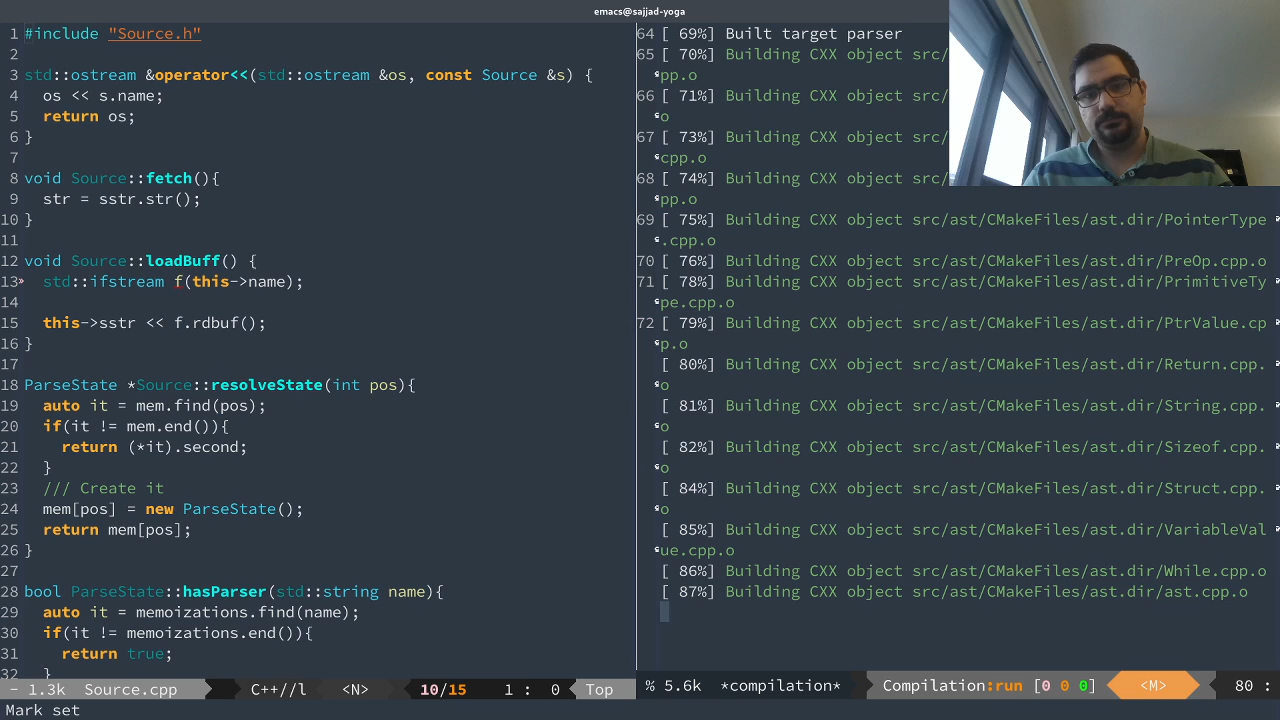 emacs@sajjad-yoga
1 #include "Source.h"
2
3 std::ostream &operator<<(std::ostream &os, const Source &s) {
4 os << s.name;
5 return os;
6 }
7
8 void Source::fetch(){
9 str = sstr.str();
10 }
11
12 void Source::loadBuff() {
13 std::ifstream f(this->name);
14
15 this->sstr << f.rdbuf();
16 }
17
18 ParseState *Source::resolveState(int pos){
19 auto it = mem.find(pos);
20 if(it != mem.end()){
21 return (*it).second;
22 }
23 /// Create it
24 mem[pos] = new ParseState();
25 return mem[pos];
26 }
27
28 bool ParseState::hasParser(std::string name){
29 auto it = memoizations.find(name);
30 if(it != memoizations.end()){
31 return true;
32 }
- 1.3k Source.cpp C++//l <N> 10/15 1 : 0 Top
64 [ 69%] Built target parser
65 [ 70%] Building CXX object src/
pp.o
66 [ 71%] Building CXX object src/
o
67 [ 73%] Building CXX object src/
cpp.o
68 [ 74%] Building CXX object src/
pp.o
69 [ 75%] Building CXX object src/ast/CMakeFiles/ast.dir/PointerType
.cpp.o
70 [ 76%] Building CXX object src/ast/CMakeFiles/ast.dir/PreOp.cpp.o
71 [ 78%] Building CXX object src/ast/CMakeFiles/ast.dir/PrimitiveTy
pe.cpp.o
72 [ 79%] Building CXX object src/ast/CMakeFiles/ast.dir/PtrValue.cp
p.o
[ 80%] Building CXX object src/ast/CMakeFiles/ast.dir/Return.cpp.
o
[ 81%] Building CXX object src/ast/CMakeFiles/ast.dir/String.cpp.
o
[ 82%] Building CXX object src/ast/CMakeFiles/ast.dir/Sizeof.cpp.
o
[ 84%] Building CXX object src/ast/CMakeFiles/ast.dir/Struct.cpp.
o
[ 85%] Building CXX object src/ast/CMakeFiles/ast.dir/VariableVal
ue.cpp.o
[ 86%] Building CXX object src/ast/CMakeFiles/ast.dir/While.cpp.o
[ 87%] Building CXX object src/ast/CMakeFiles/ast.dir/ast.cpp.o
% 5.6k *compilation* Compilation:run [0 0 0] <M> 80 :
Mark set